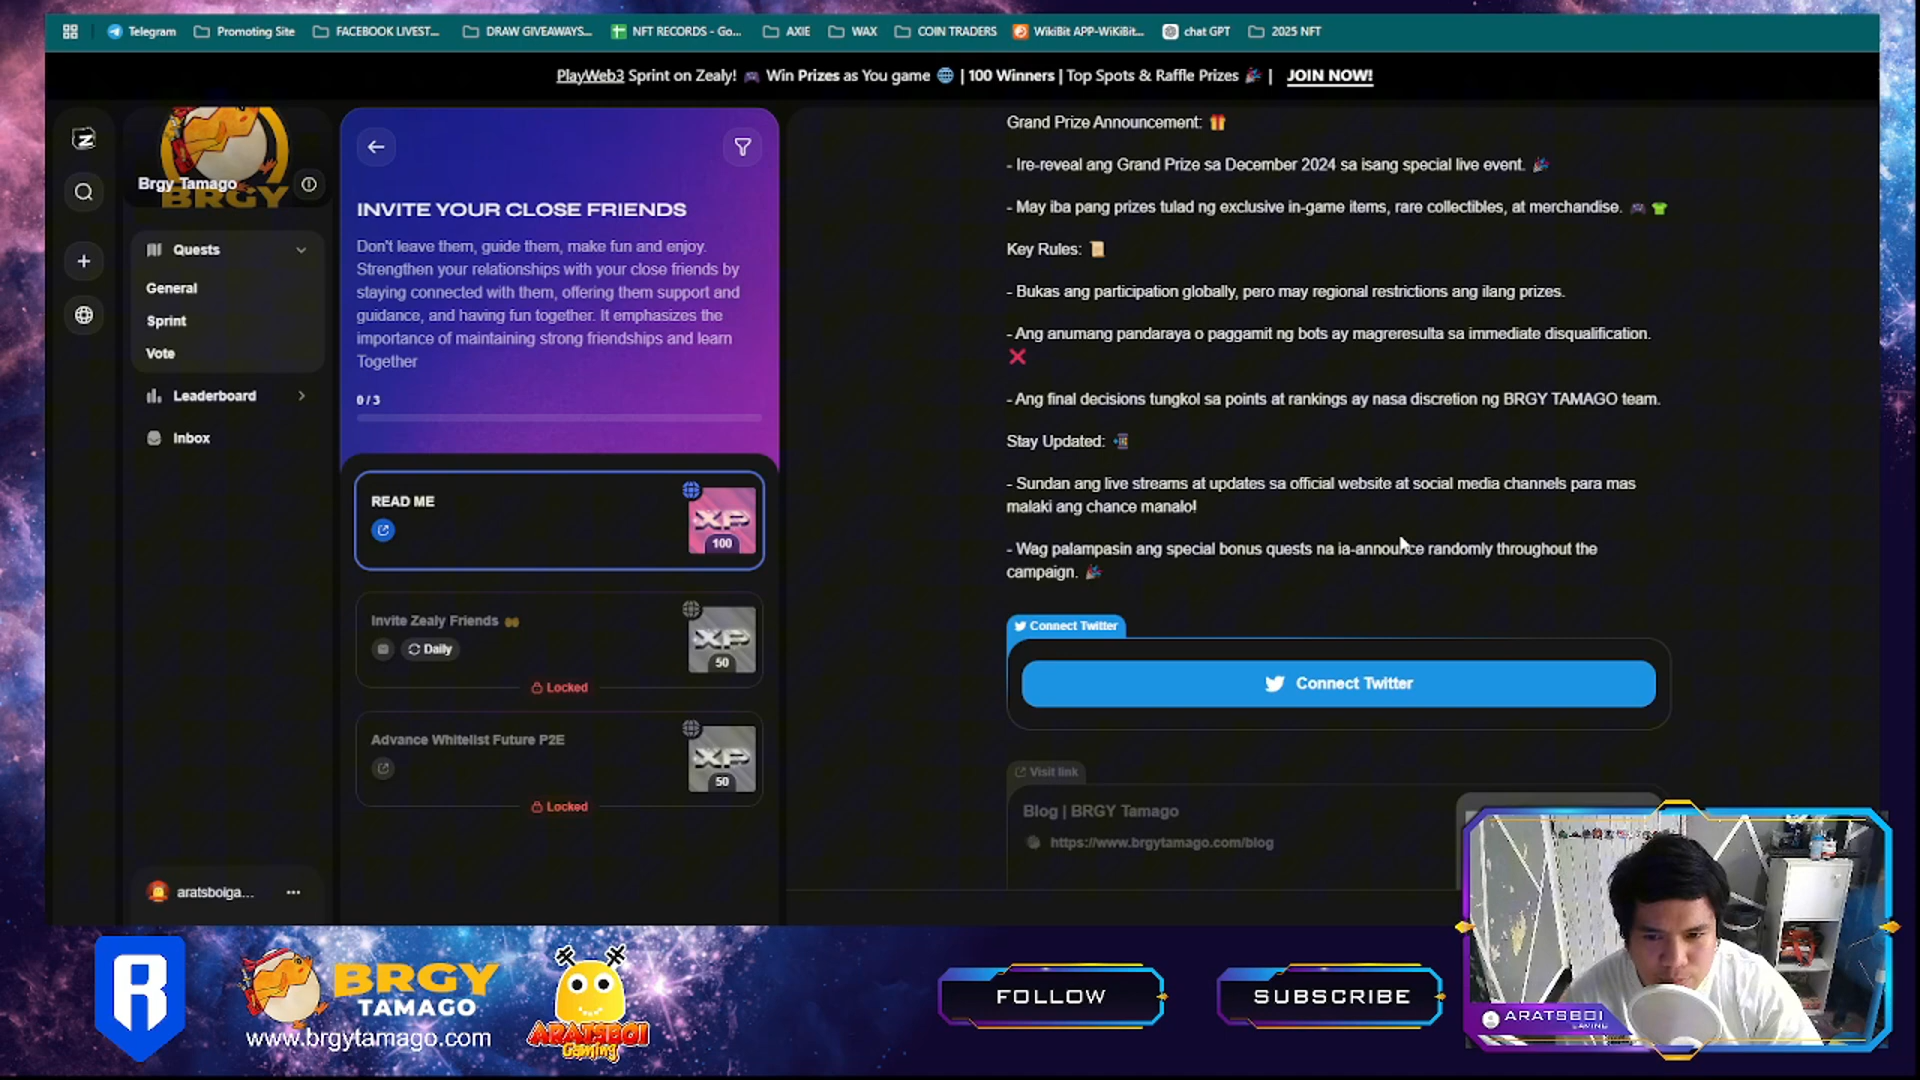 Telegram
Promoting Site
FACEBOOK LIVEST...
DRAW GIVEAWAYS...
NFT RECORDS - Go...
AXIE
WAX
COIN TRADERS
WikiBit APP-WiKiBit...
chat GPT
2025 NFT
PlayWeb3 Sprint on Zealy! 🎮 Win Prizes as You game 🌐 | 100 Winners | Top Spots & Raffle Prizes 🎉 | JOIN NOW!
BRGY
Brgy Tamago
Quests
General
Sprint
Vote
Leaderboard
Inbox
aratsboiga...
INVITE YOUR CLOSE FRIENDS
Don't leave them, guide them, make fun and enjoy.
Strengthen your relationships with your close friends by
staying connected with them, offering them support and
guidance, and having fun together. It emphasizes the
importance of maintaining strong friendships and learn
Together
0 / 3
READ ME
XP
100
Invite Zealy Friends 🙌
Daily
XP
50
Locked
Advance Whitelist Future P2E
XP
50
Locked
Grand Prize Announcement: 🎁
- Ire-reveal ang Grand Prize sa December 2024 sa isang special live event. 🎉
- May iba pang prizes tulad ng exclusive in-game items, rare collectibles, at merchandise. 🎮 👕
Key Rules: 📜
- Bukas ang participation globally, pero may regional restrictions ang ilang prizes.
- Ang anumang pandaraya o paggamit ng bots ay magreresulta sa immediate disqualification.
❌
- Ang final decisions tungkol sa points at rankings ay nasa discretion ng BRGY TAMAGO team.
Stay Updated: 📲
- Sundan ang live streams at updates sa official website at social media channels para mas
malaki ang chance manalo!
- Wag palampasin ang special bonus quests na ia-announce randomly throughout the
campaign. 🎉
Connect Twitter
Connect Twitter
Visit link
Blog | BRGY Tamago
https://www.brgytamago.com/blog
BRGY
TAMAGO
www.brgytamago.com
ARATSBOI
Gaming
FOLLOW
SUBSCRIBE
ARATSBOI
GAMING